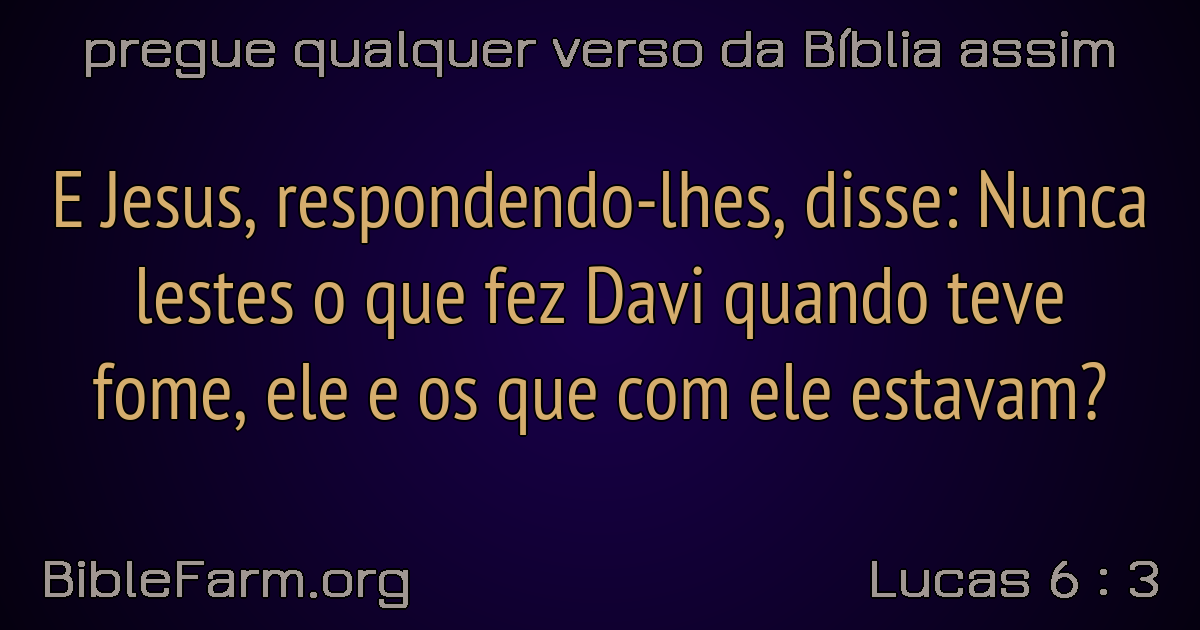 pregue qualquer verso da Bíblia assim
E Jesus, respondendo-lhes, disse: Nunca
lestes o que fez Davi quando teve
fome, ele e os que com ele estavam?
BibleFarm.org
Lucas 6 : 3